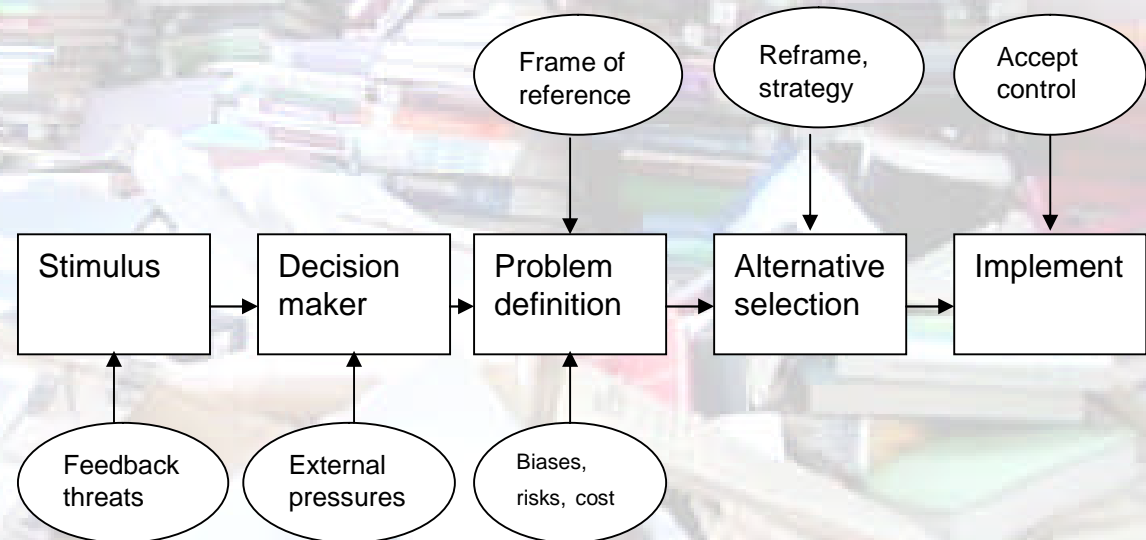 Frame of
reference
Reframe,
strategy
Accept
control
Stimulus
Decision
maker
Problem
definition
Alternative
selection
Implement
Feedback
threats
External
pressures
Biases,
risks, cost